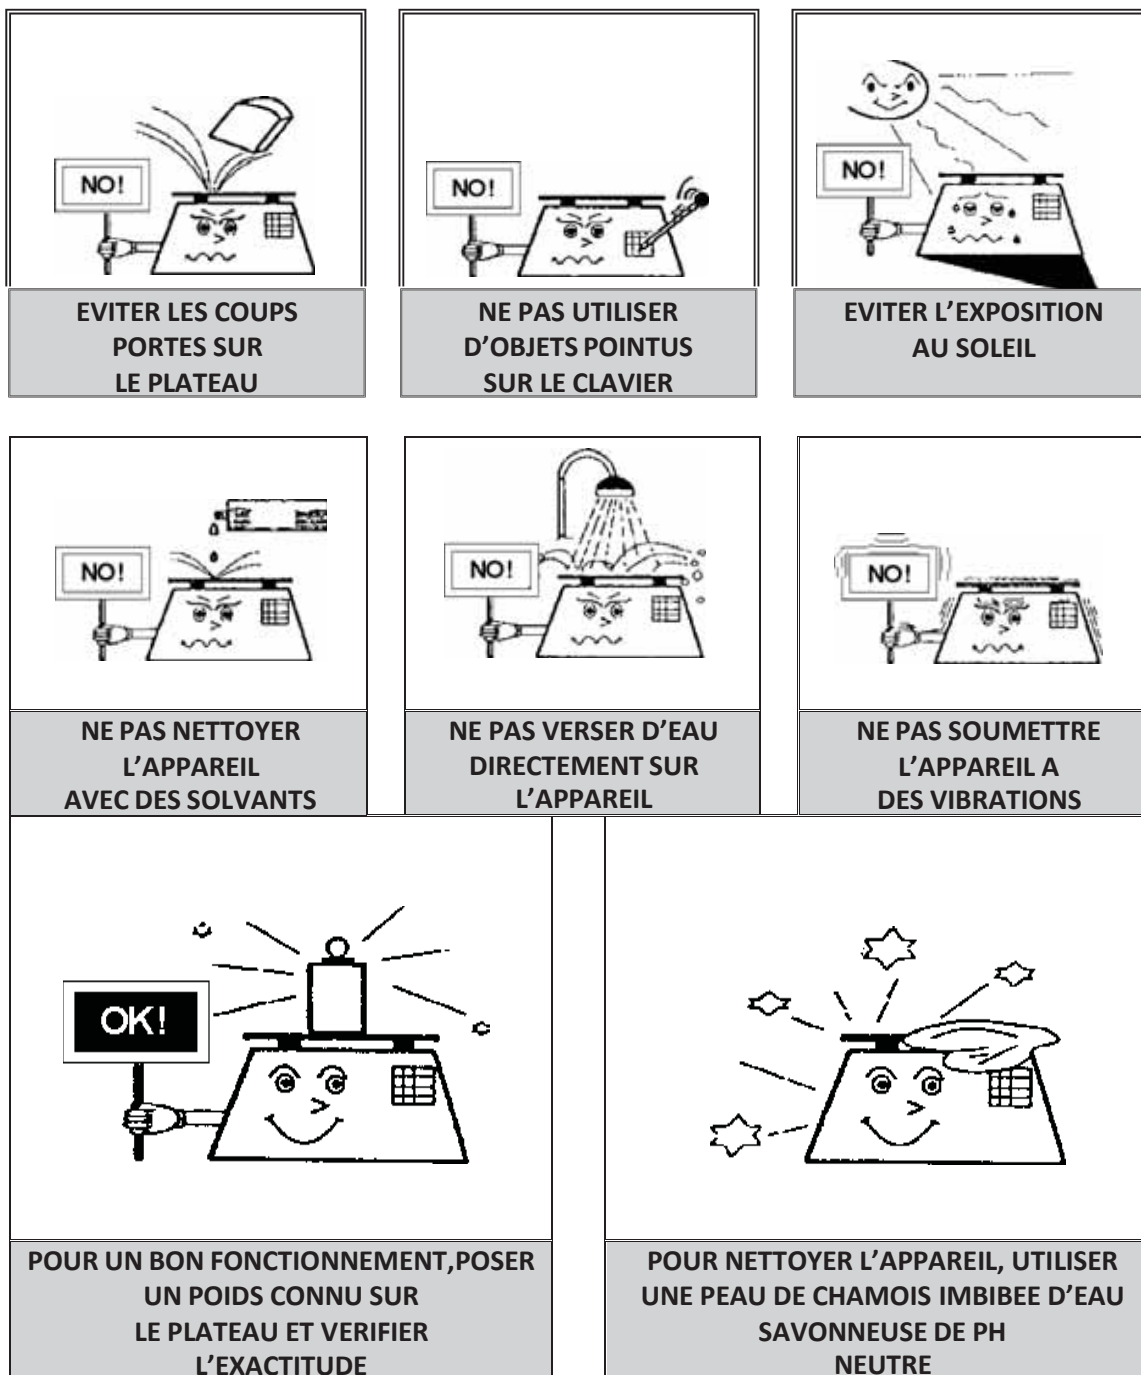 NO!
EVITER LES COUPS
PORTES SUR
LE PLATEAU
NO!
NE PAS UTILISER
D’OBJETS POINTUS
SUR LE CLAVIER
NO!
EVITER L’EXPOSITION
AU SOLEIL
NO!
NE PAS NETTOYER
L’APPAREIL
AVEC DES SOLVANTS
NO!
NE PAS VERSER D’EAU
DIRECTEMENT SUR
L’APPAREIL
NO!
NE PAS SOUMETTRE
L’APPAREIL A
DES VIBRATIONS
OK!
POUR UN BON FONCTIONNEMENT,POSER
UN POIDS CONNU SUR
LE PLATEAU ET VERIFIER
L’EXACTITUDE
POUR NETTOYER L’APPAREIL, UTILISER
UNE PEAU DE CHAMOIS IMBIBEE D’EAU
SAVONNEUSE DE PH
NEUTRE